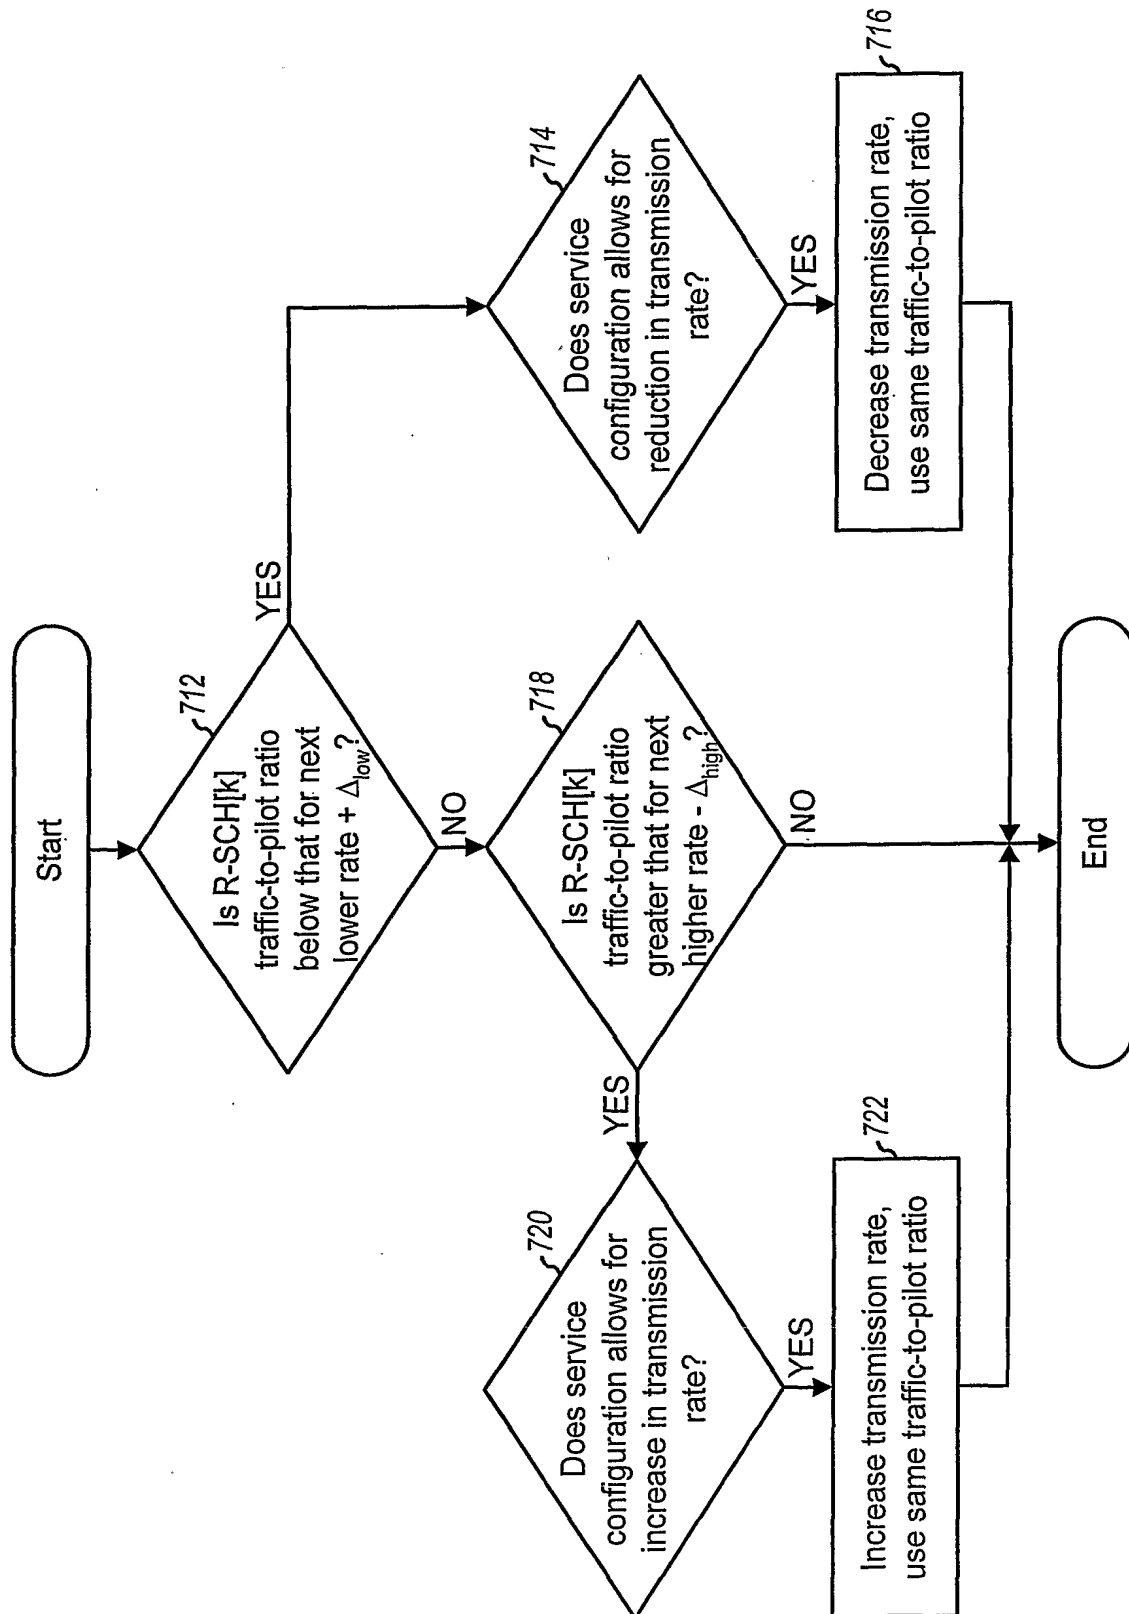 Start
712
Is R-SCH[k]
traffic-to-pilot ratio
below that for next
lower rate + Δlow?
YES
NO
714
Does service
configuration allows for
reduction in transmission
rate?
YES
716
Decrease transmission rate,
use same traffic-to-pilot ratio
718
Is R-SCH[k]
traffic-to-pilot ratio
greater that for next
higher rate - Δhigh?
YES
NO
720
Does service
configuration allows for
increase in transmission
rate?
YES
722
Increase transmission rate,
use same traffic-to-pilot ratio
End